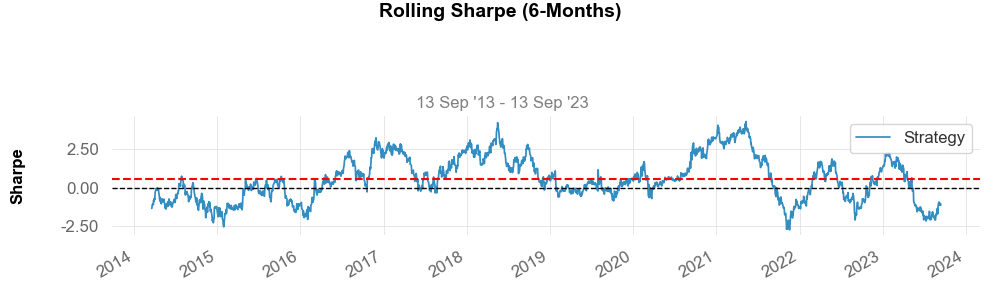 Rolling Sharpe (6-Months)
13 Sep '13 - 13 Sep '23
Sharpe
2.50
0.00
-2.50
Strategy
2014 2015 2016 2017 2018 2019 2020 2021 2022 2023 2024